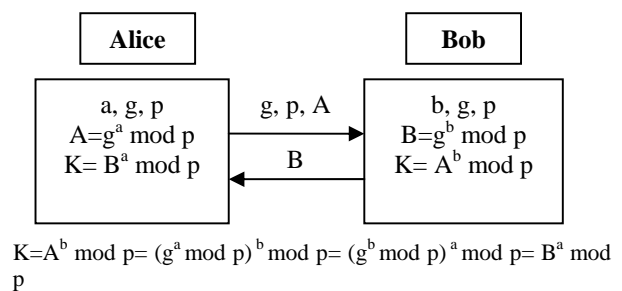 Alice
Bob
a, g, p
A=g^a mod p
K= B^a mod p
g, p, A
B
b, g, p
B=g^b mod p
K= A^b mod p
K=A^b mod p= (g^a mod p)^b mod p= (g^b mod p)^a mod p= B^a mod
p